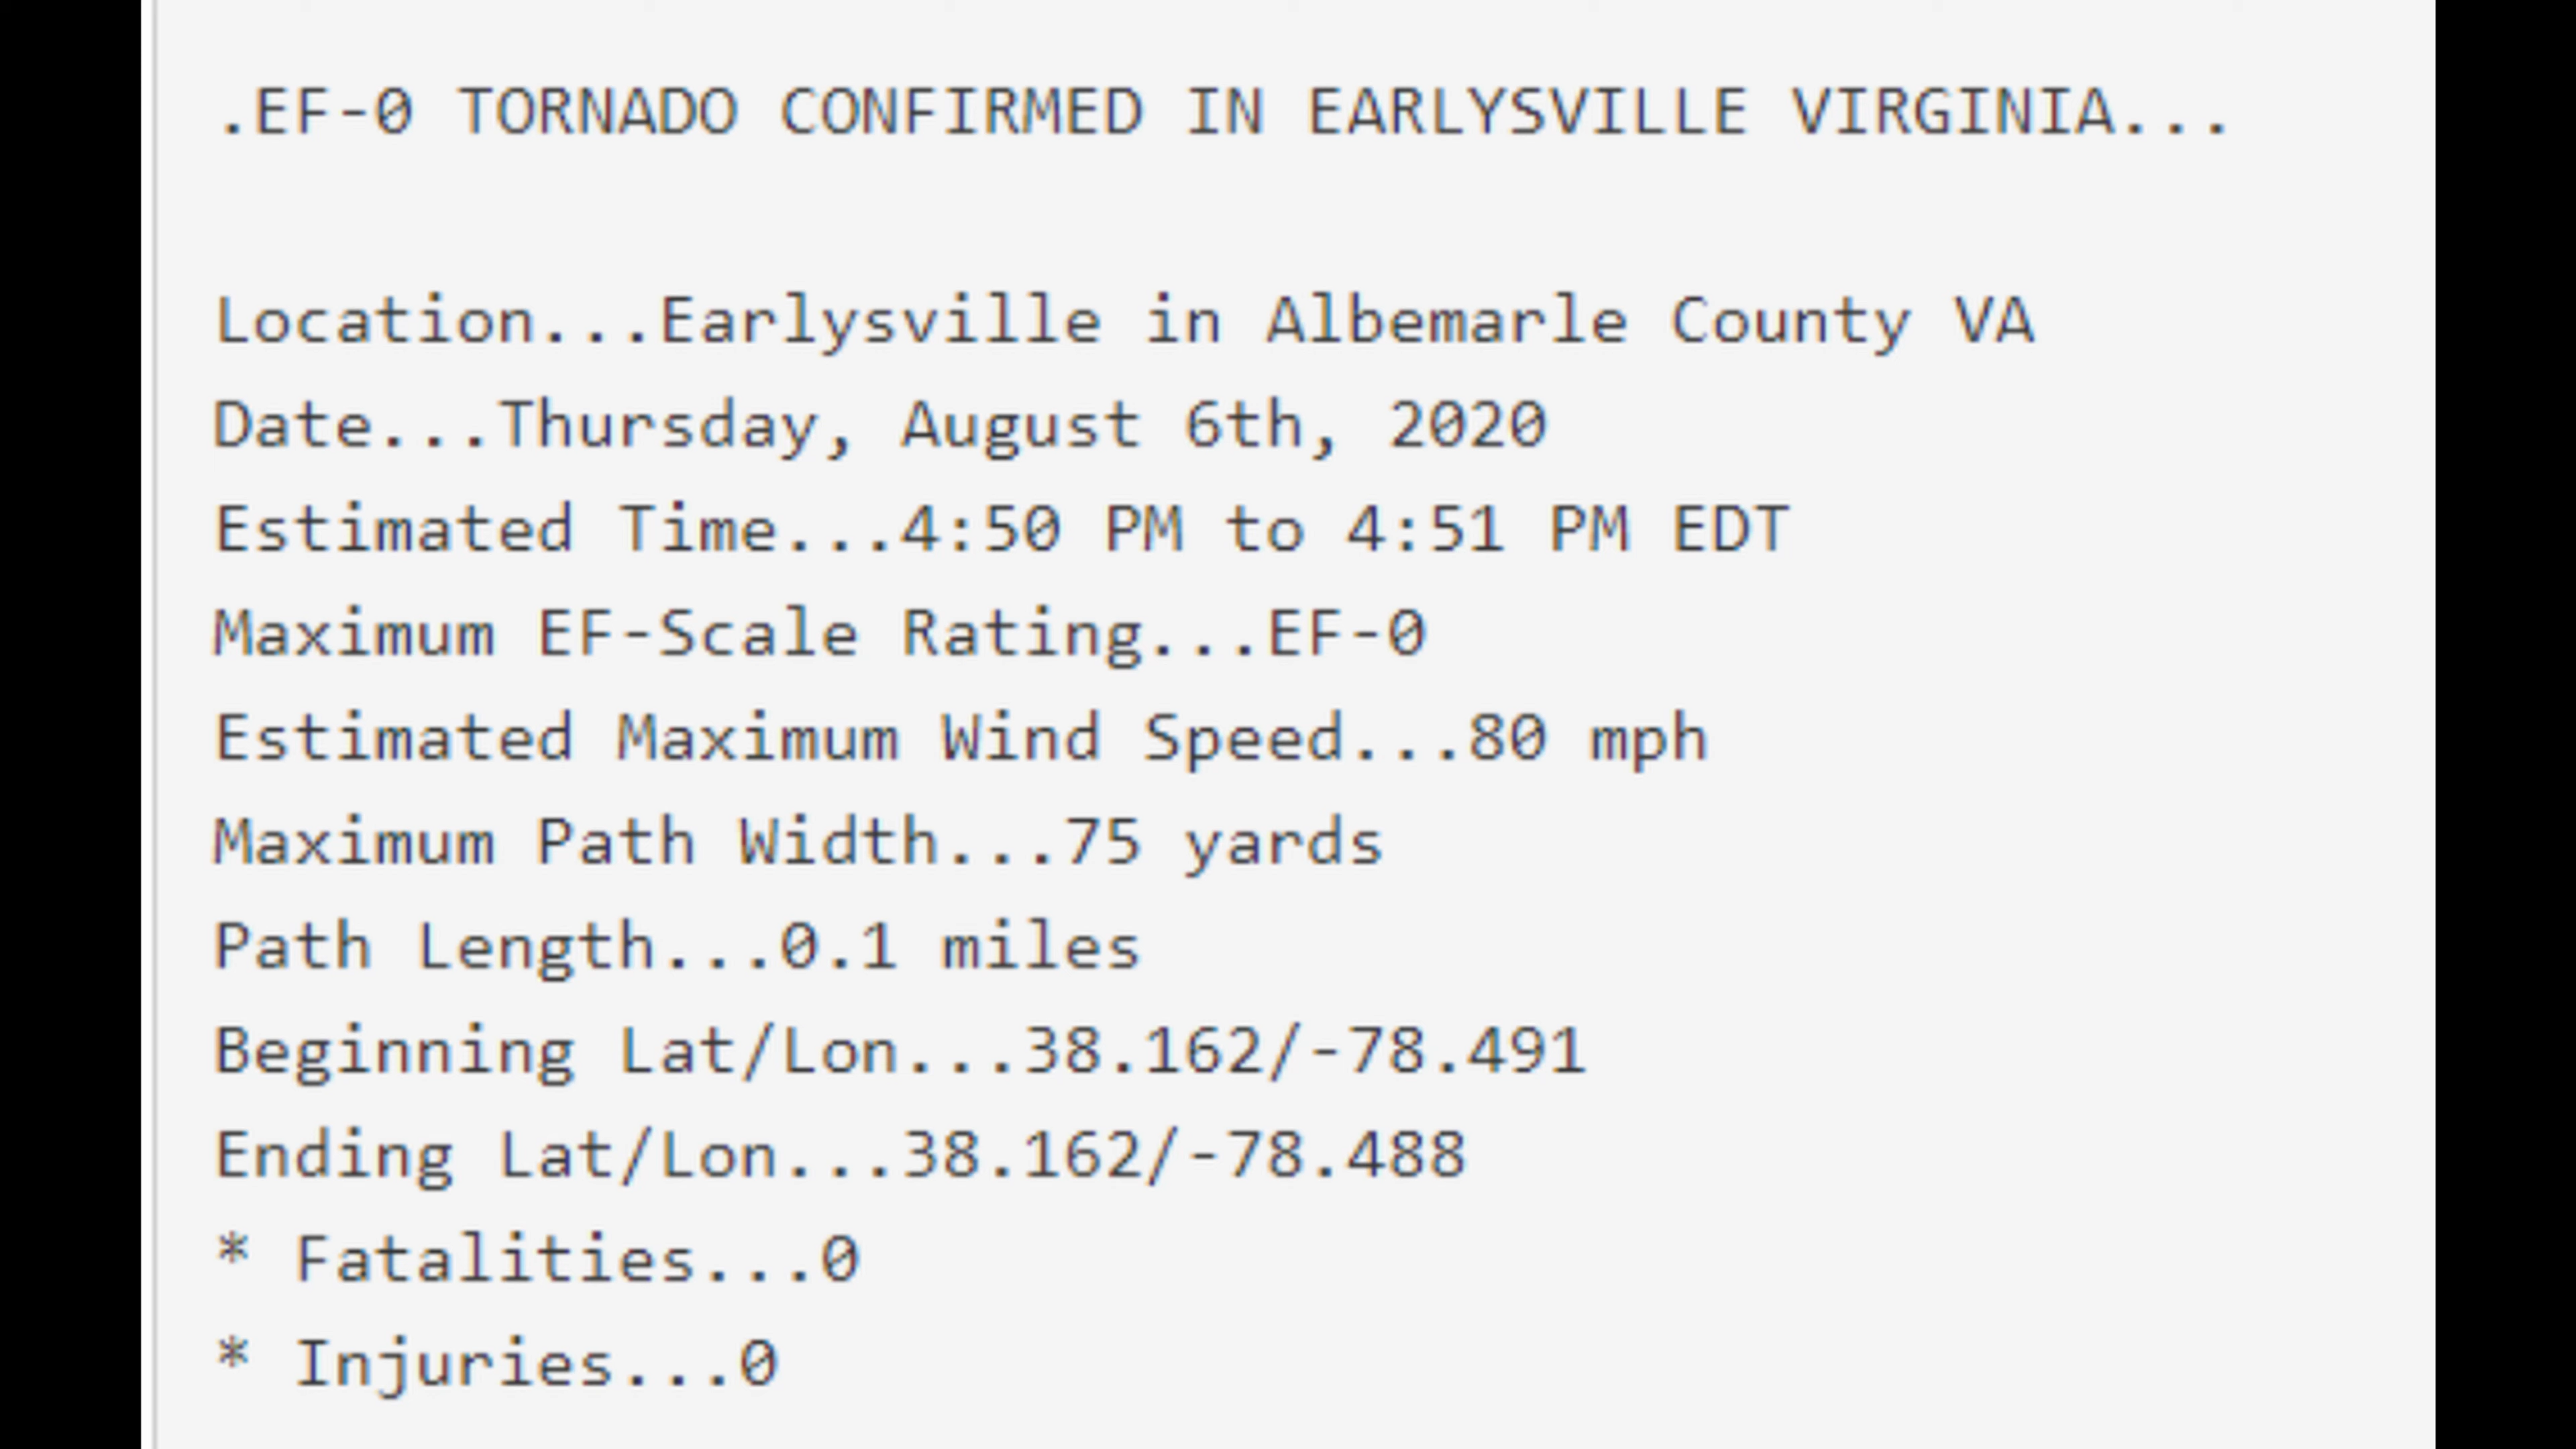 .EF-0 TORNADO CONFIRMED IN EARLYSVILLE VIRGINIA...
Location...Earlysville in Albemarle County VA
Date...Thursday, August 6th, 2020
Estimated Time...4:50 PM to 4:51 PM EDT
Maximum EF-Scale Rating...EF-0
Estimated Maximum Wind Speed...80 mph
Maximum Path Width...75 yards
Path Length...0.1 miles
Beginning Lat/Lon...38.162/-78.491
Ending Lat/Lon...38.162/-78.488
* Fatalities...0
* Injuries...0